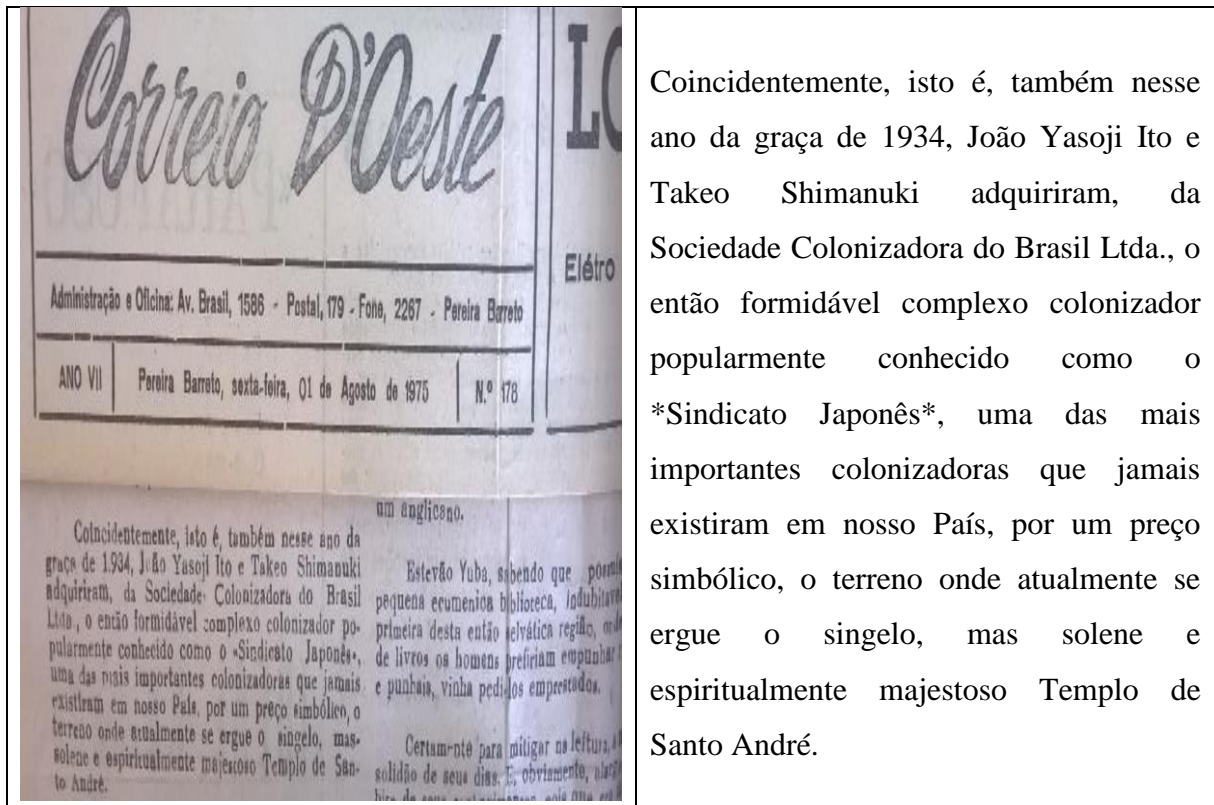 Correio D'Oeste
LO
Elétro
Administração e Oficina: Av. Brasil, 1586 - Postal, 179 - Fone, 2267 - Pereira Barreto
ANO VII
Pereira Barreto, sexta-feira, 01 de Agosto de 1975
N.º 178
Coincidentemente, isto é, também nesse ano da
graça de 1.934, João Yasoji Ito e Takeo Shimanuki
adquiriram, da Sociedade Colonizadora do Brasil
Ltda., o então formidável complexo colonizador po-
pularmente conhecido como o «Sindicato Japonês»,
uma das mais importantes colonizadoras que jamais
existiram em nosso País, por um preço simbólico, o
terreno onde atualmente se ergue o singelo, mas-
solene e espiritualmente majestoso Templo de San-
to André.
um anglicano.
Estevão Yuba, sabendo que
pequena ecumenica biblioteca,
primeira desta então selvática região,
de livros os homens prefiriam empunhar
e punhais, vinha pedi-los emprestados.
Certamente para mitigar na leitura, a
solidão de seus dias. E, obviamente,
de seus
Coincidentemente, isto é, também nesse
ano da graça de 1934, João Yasoji Ito e
Takeo Shimanuki adquiriram, da
Sociedade Colonizadora do Brasil Ltda., o
então formidável complexo colonizador
popularmente conhecido como o
*Sindicato Japonês*, uma das mais
importantes colonizadoras que jamais
existiram em nosso País, por um preço
simbólico, o terreno onde atualmente se
ergue o singelo, mas solene e
espiritualmente majestoso Templo de
Santo André.